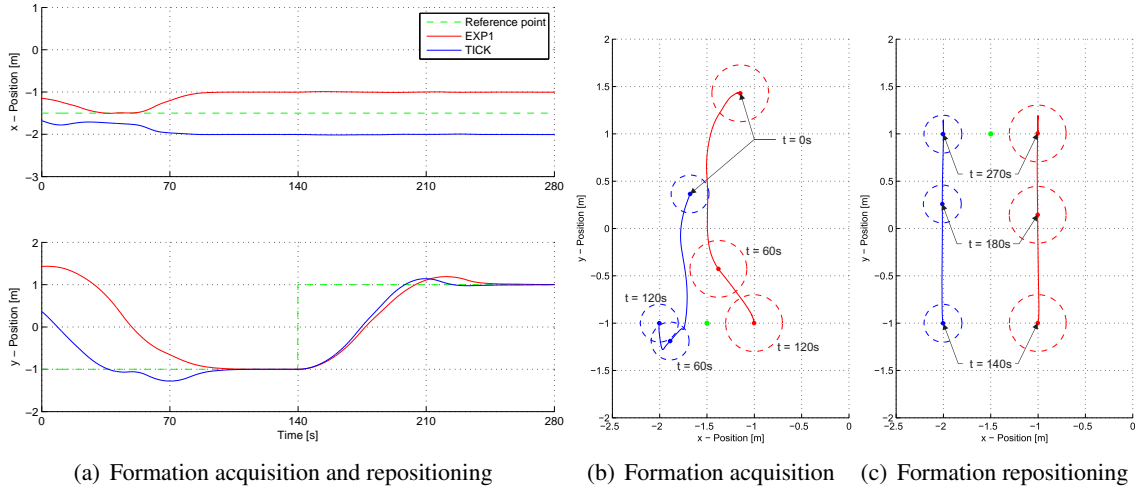 1
0
−1
−2
−3
0
70
140
210
280
x − Position [m]
Reference point
EXP1
TICK
2
1
0
−1
−2
0
70
140
210
280
y − Position [m]
Time [s]
(a) Formation acquisition and repositioning
2
1.5
1
0.5
0
−0.5
−1
−1.5
−2
−2.5
−2
−1.5
−1
−0.5
0
y − Position [m]
x − Position [m]
t = 0s
t = 60s
t = 120s
t = 120s
t = 60s
(b) Formation acquisition
2
1.5
1
0.5
0
−0.5
−1
−1.5
−2
−2.5
−2
−1.5
−1
−0.5
0
y − Position [m]
x − Position [m]
t = 270s
t = 180s
t = 140s
(c) Formation repositioning